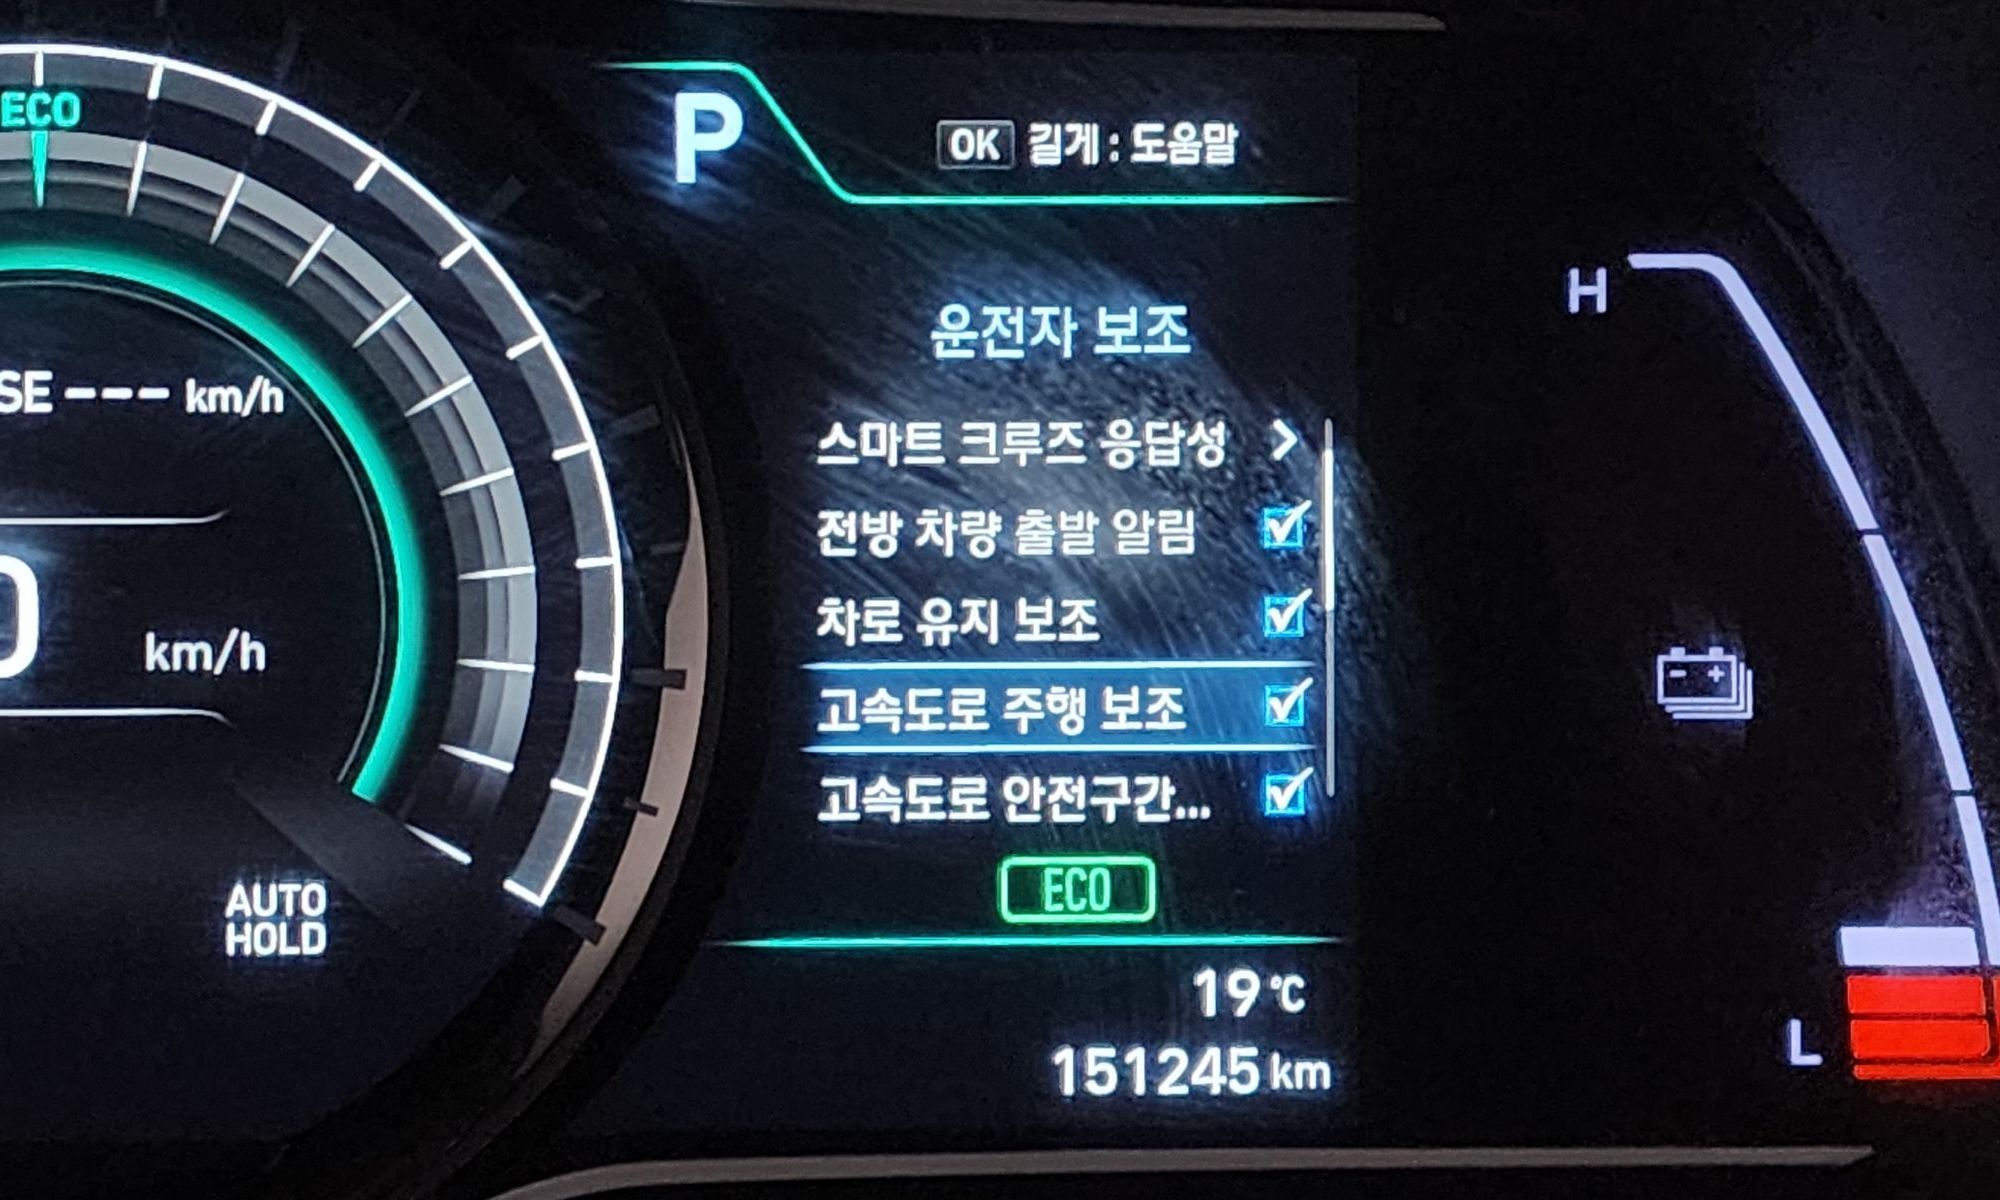 ECO
P
OK 길게 : 도움말
운전자 보조
H
SE --- km/h
스마트 크루즈 응답성 >
전방 차량 출발 알림
차로 유지 보조
0 km/h
고속도로 주행 보조
고속도로 안전구간...
ECO
AUTO
HOLD
19 °C
L
151245 km